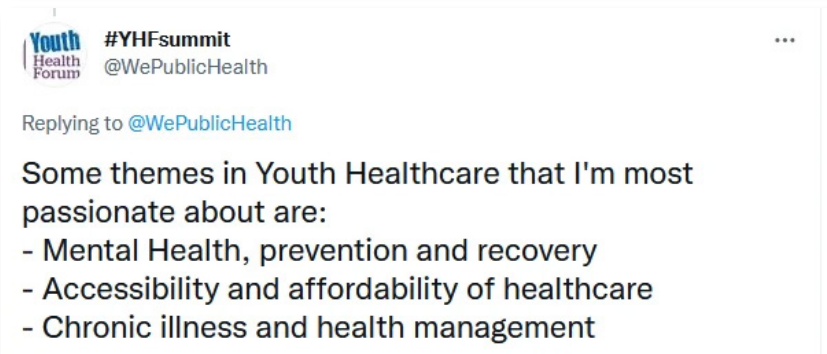 Youth
Health
Forum
#YHFsummit
@WePublicHealth
Replying to @WePublicHealth
Some themes in Youth Healthcare that I'm most
passionate about are:
- Mental Health, prevention and recovery
- Accessibility and affordability of healthcare
- Chronic illness and health management